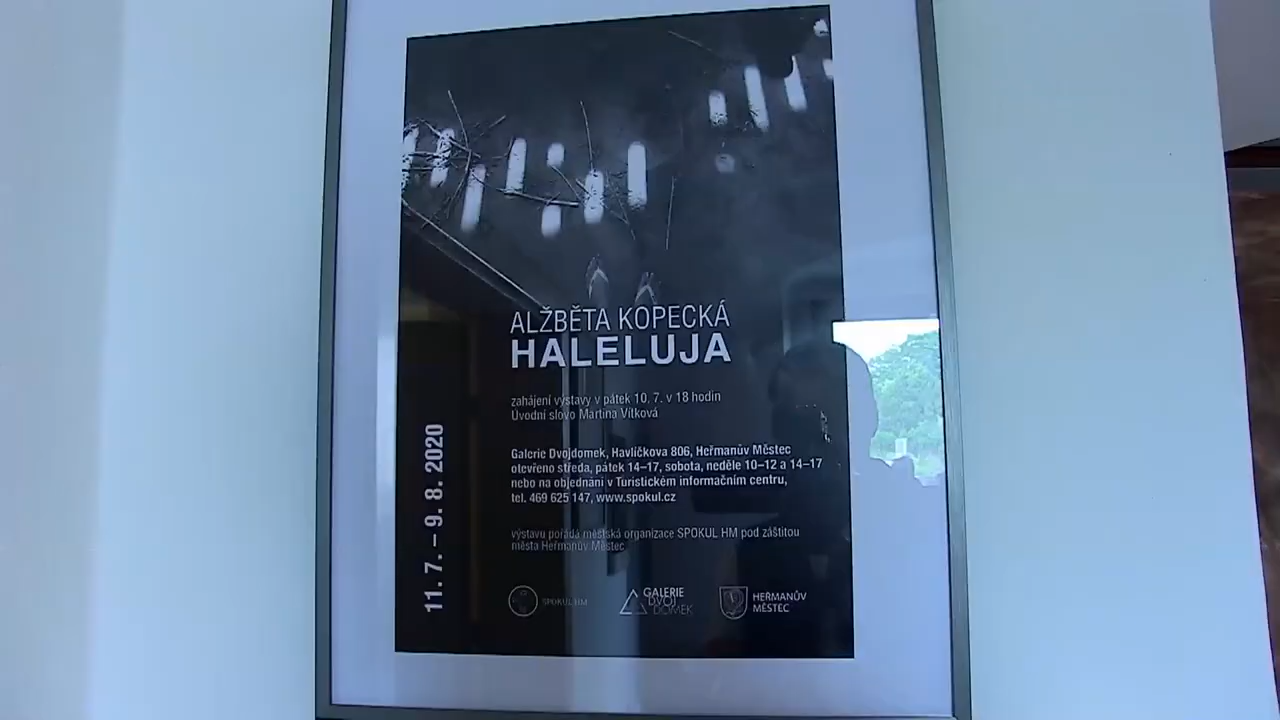 ALŽBĚTA KOPECKÁ
HALELUJA
zahájení výstavy v pátek 10. 7. v 18 hodin
Úvodní slovo Martina Vítková
Galerie Dvojdomek, Havlíčkova 806, Heřmanův Městec
otevřeno středa, pátek 14–17, sobota, neděle 10–12 a 14–17
nebo na objednání v Turistickém informačním centru,
tel. 469 625 147, www.spokul.cz
výstavu pořádá městská organizace SPOKUL HM pod záštitou
města Heřmanův Městec
11. 7. – 9. 8. 2020
SPOKUL HM
GALERIE
DVOJ
DOMEK
HEŘMANŮV
MĚSTEC